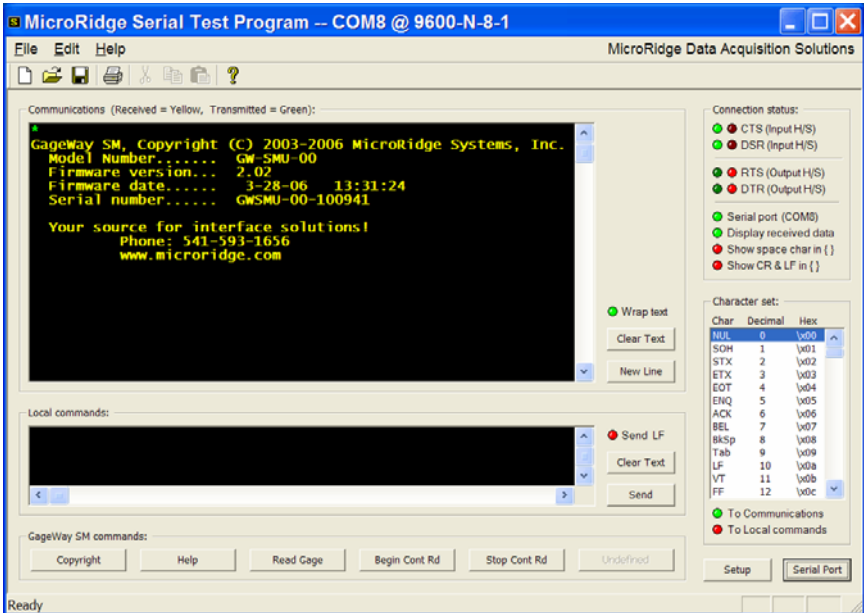 MicroRidge Serial Test Program -- COM8 @ 9600-N-8-1
File Edit Help
MicroRidge Data Acquisition Solutions
Communications (Received = Yellow, Transmitted = Green):
*
GageWay SM, Copyright (C) 2003-2006 MicroRidge Systems, Inc.
Model Number....... GW-SMU-00
Firmware version... 2.02
Firmware date...... 3-28-06 13:31:24
Serial number...... GWSMU-00-100941
Your source for interface solutions!
Phone: 541-593-1656
www.microridge.com
Wrap text
Clear Text
New Line
Local commands:
Send LF
Clear Text
Send
GageWay SM commands:
Copyright Help Read Gage Begin Cont Rd Stop Cont Rd Undefined
Connection status:
CTS (Input H/S)
DSR (Input H/S)
RTS (Output H/S)
DTR (Output H/S)
Serial port (COM8)
Display received data
Show space char in { }
Show CR & LF in { }
Character set:
Char Decimal Hex
NUL 0 \x00
SOH 1 \x01
STX 2 \x02
ETX 3 \x03
EOT 4 \x04
ENQ 5 \x05
ACK 6 \x06
BEL 7 \x07
BkSp 8 \x08
Tab 9 \x09
LF 10 \x0a
VT 11 \x0b
FF 12 \x0c
To Communications
To Local commands
Setup Serial Port
Ready